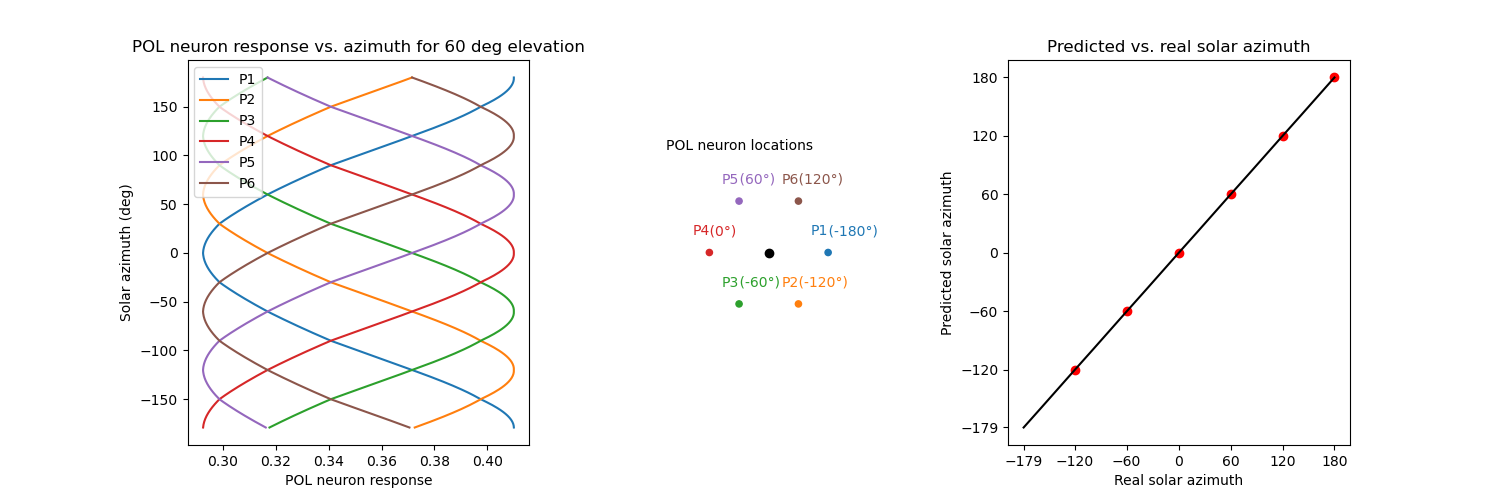 POL neuron response vs. azimuth for 60 deg elevation
P1
P2
P3
P4
P5
P6
150
100
50
0
−50
−100
−150
Solar azimuth (deg)
0.30 0.32 0.34 0.36 0.38 0.40
POL neuron response
POL neuron locations
P5(60°) P6(120°)
P4(0°) P1(-180°)
P3(-60°) P2(-120°)
Predicted vs. real solar azimuth
180
120
60
0
−60
−120
−179
Predicted solar azimuth
−179 −120 −60 0 60 120 180
Real solar azimuth